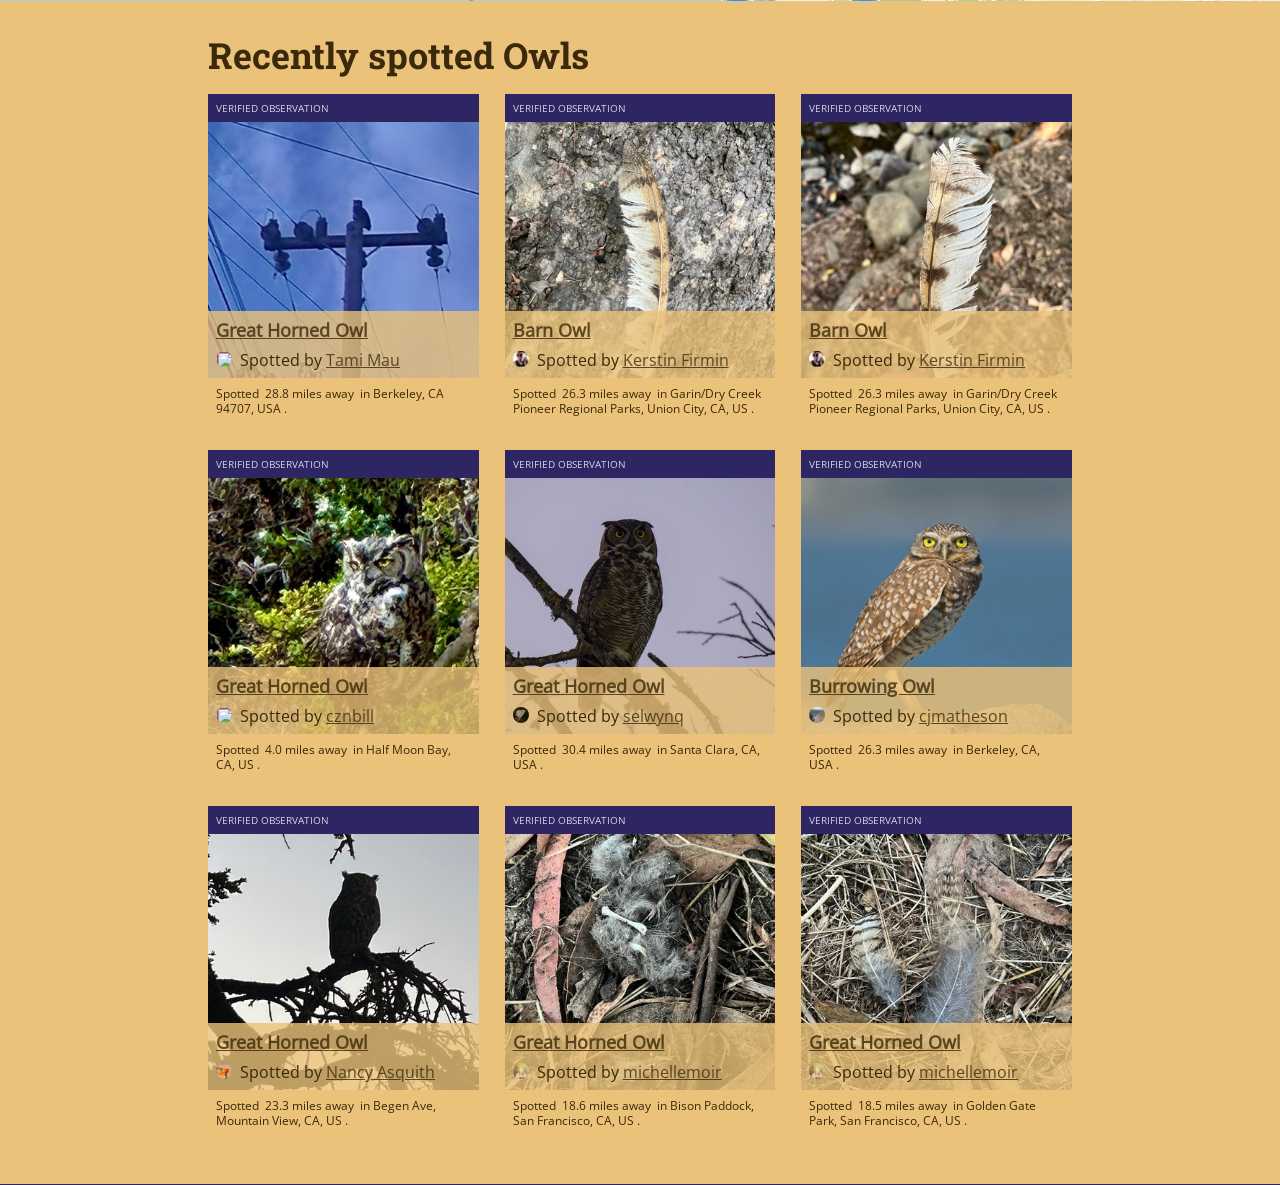 Recently spotted Owls
VERIFIED OBSERVATION
Great Horned Owl
Spotted by Tami Mau
Spotted 28.8 miles away in Berkeley, CA
94707, USA .
VERIFIED OBSERVATION
Barn Owl
Spotted by Kerstin Firmin
Spotted 26.3 miles away in Garin/Dry Creek
Pioneer Regional Parks, Union City, CA, US .
VERIFIED OBSERVATION
Barn Owl
Spotted by Kerstin Firmin
Spotted 26.3 miles away in Garin/Dry Creek
Pioneer Regional Parks, Union City, CA, US .
VERIFIED OBSERVATION
Great Horned Owl
Spotted by cznbill
Spotted 4.0 miles away in Half Moon Bay,
CA, US .
VERIFIED OBSERVATION
Great Horned Owl
Spotted by selwynq
Spotted 30.4 miles away in Santa Clara, CA,
USA .
VERIFIED OBSERVATION
Burrowing Owl
Spotted by cjmatheson
Spotted 26.3 miles away in Berkeley, CA,
USA .
VERIFIED OBSERVATION
Great Horned Owl
Spotted by Nancy Asquith
Spotted 23.3 miles away in Begen Ave,
Mountain View, CA, US .
VERIFIED OBSERVATION
Great Horned Owl
Spotted by michellemoir
Spotted 18.6 miles away in Bison Paddock,
San Francisco, CA, US .
VERIFIED OBSERVATION
Great Horned Owl
Spotted by michellemoir
Spotted 18.5 miles away in Golden Gate
Park, San Francisco, CA, US .